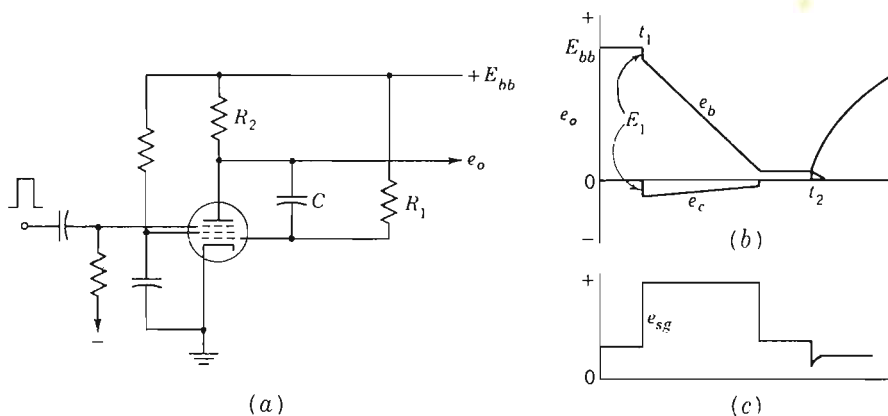 + E_bb
R_2
e_o
C
R_1
−
(a)
+
t_1
E_bb
e_b
e_o
E_1
0
e_c
t_2
−
(b)
+
e_sg
0
(c)